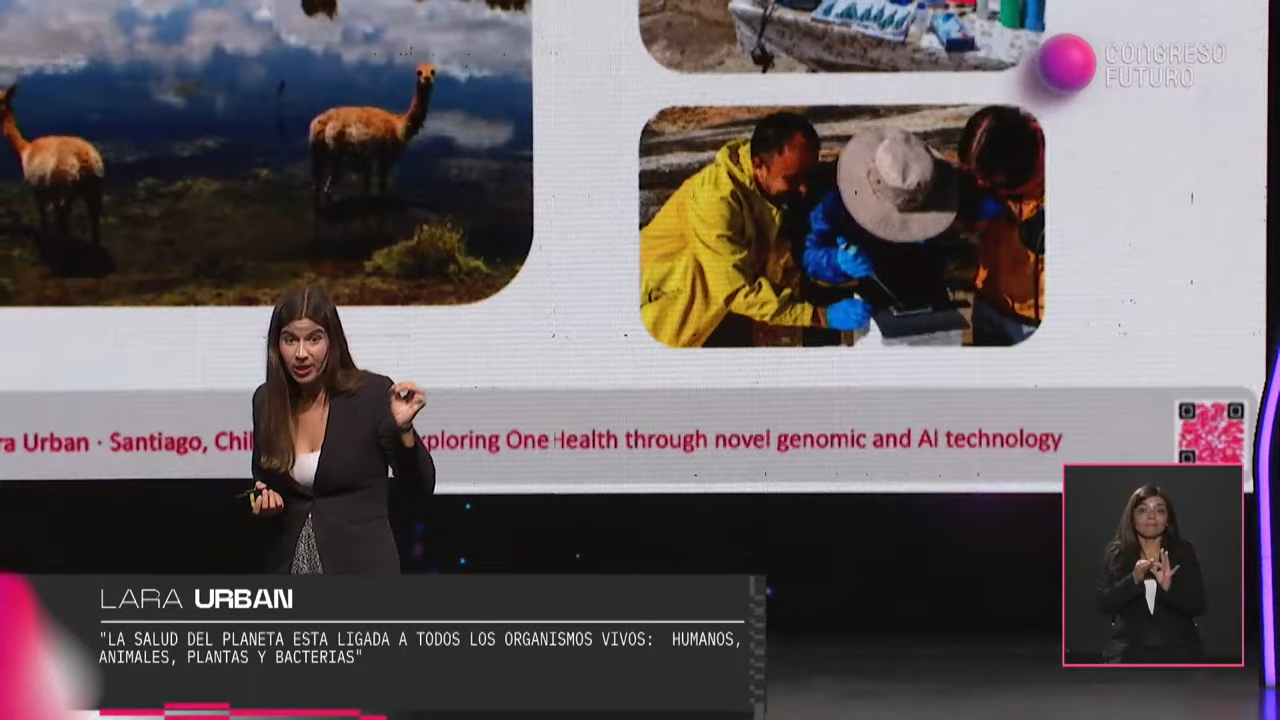 CONGRESO
FUTURO
ra Urban · Santiago, Chil xploring One Health through novel genomic and AI technology
LARA URBAN
"LA SALUD DEL PLANETA ESTA LIGADA A TODOS LOS ORGANISMOS VIVOS: HUMANOS,
ANIMALES, PLANTAS Y BACTERIAS"